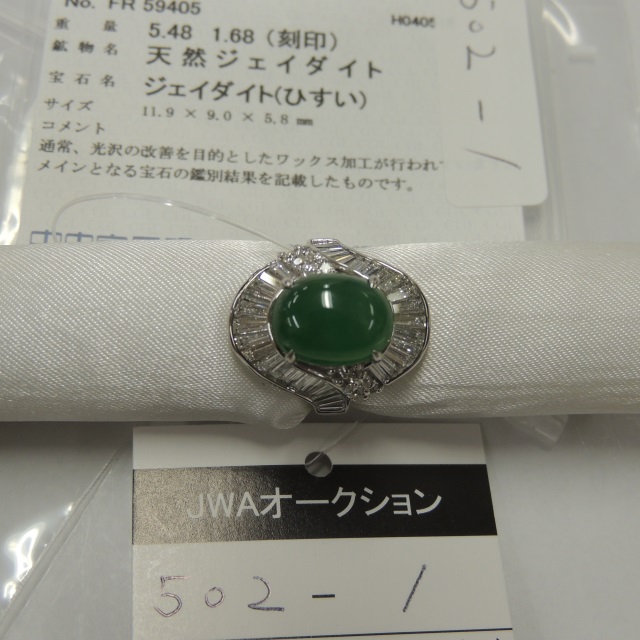 No. FR 59405
H0405
重量 5.48 1.68 (刻印)
鉱物名 天然ジェイダイト
宝石名 ジェイダイト(ひすい)
サイズ 11.9 × 9.0 × 5.8 mm
コメント
通常、光沢の改善を目的としたワックス加工が行われて
メインとなる宝石の鑑別結果を記載したものです。
502-1
JWAオークション
502-1